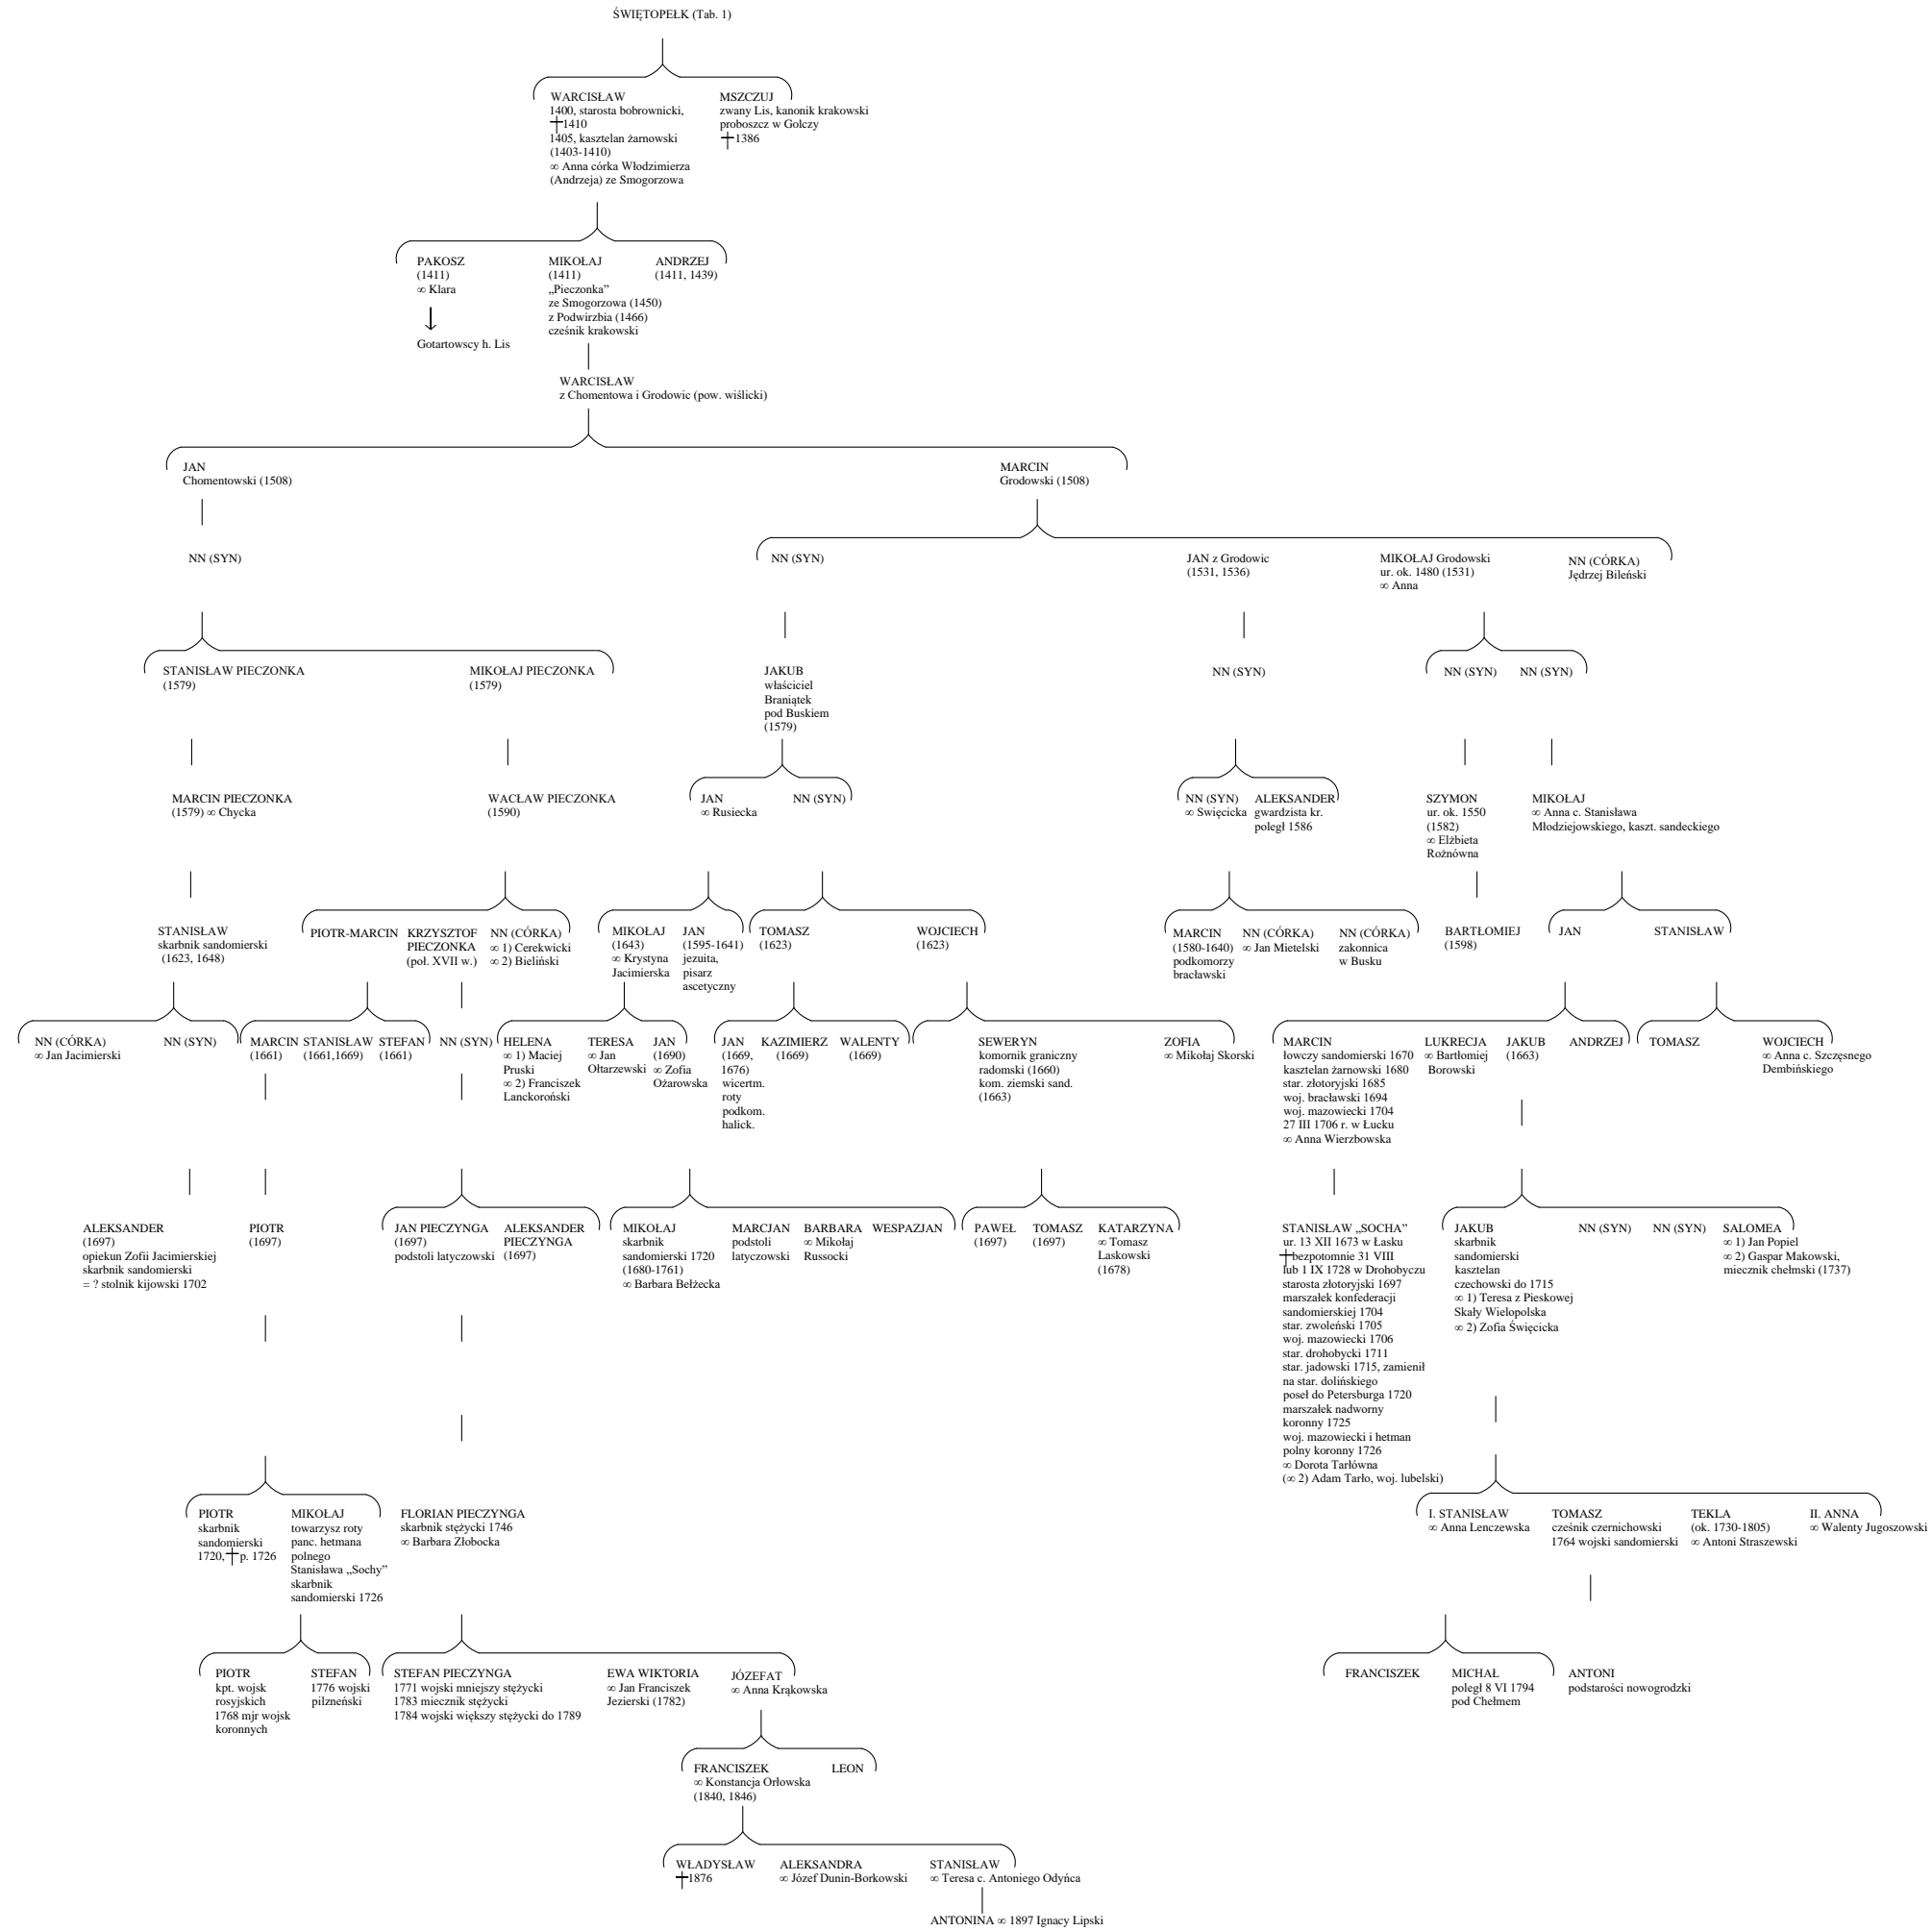 ŚWIĘTOPEŁK (Tab. 1)
WARCISŁAW
1400, starosta bobrownicki,
†1410
1405, kasztelan żarnowski
(1403-1410)
∞ Anna córka Włodzimierza
(Andrzeja) ze Smogorzowa
MSZCZUJ
zwany Lis, kanonik krakowski
proboszcz w Golczy
†1386
PAKOSZ
(1411)
∞ Klara
Gotartowscy h. Lis
MIKOŁAJ
(1411)
„Pieczonka”
ze Smogorzowa (1450)
z Podwirzbia (1466)
cześnik krakowski
ANDRZEJ
(1411, 1439)
WARCISŁAW
z Chomentowa i Grodowic (pow. wiślicki)
JAN
Chomentowski (1508)
MARCIN
Grodowski (1508)
NN (SYN)
NN (SYN)
JAN z Grodowic
(1531, 1536)
MIKOŁAJ Grodowski
ur. ok. 1480 (1531)
∞ Anna
NN (CÓRKA)
Jędrzej Bileński
STANISŁAW PIECZONKA
(1579)
MIKOŁAJ PIECZONKA
(1579)
JAKUB
właściciel
Braniątek
pod Buskiem
(1579)
NN (SYN)
NN (SYN)
NN (SYN)
MARCIN PIECZONKA
(1579) ∞ Chycka
WACŁAW PIECZONKA
(1590)
JAN
∞ Rusiecka
NN (SYN)
NN (SYN)
∞ Swięcicka
ALEKSANDER
gwardzista kr.
poległ 1586
SZYMON
ur. ok. 1550
(1582)
∞ Elżbieta
Rożnówna
MIKOŁAJ
∞ Anna c. Stanisława
Młodziejowskiego, kaszt. sandeckiego
STANISŁAW
skarbnik sandomierski
(1623, 1648)
PIOTR-MARCIN
KRZYSZTOF
PIECZONKA
(poł. XVII w.)
NN (CÓRKA)
∞ 1) Cerekwicki
∞ 2) Bieliński
MIKOŁAJ
(1643)
∞ Krystyna
Jacimierska
JAN
(1595-1641)
jezuita,
pisarz
ascetyczny
TOMASZ
(1623)
WOJCIECH
(1623)
MARCIN
(1580-1640)
podkomorzy
bracławski
NN (CÓRKA)
∞ Jan Mietelski
NN (CÓRKA)
zakonnica
w Busku
BARTŁOMIEJ
(1598)
JAN
STANISŁAW
NN (CÓRKA)
∞ Jan Jacimierski
NN (SYN)
MARCIN
(1661)
STANISŁAW
(1661,1669)
STEFAN
(1661)
NN (SYN)
HELENA
∞ 1) Maciej
Pruski
∞ 2) Franciszek
Lanckoroński
TERESA
∞ Jan
Ołtarzewski
JAN
(1690)
∞ Zofia
Ożarowska
JAN
(1669,
1676)
wicertm.
roty
podkom.
halick.
KAZIMIERZ
(1669)
WALENTY
(1669)
SEWERYN
komornik graniczny
radomski (1660)
kom. ziemski sand.
(1663)
ZOFIA
∞ Mikołaj Skorski
MARCIN
łowczy sandomierski 1670
kasztelan żarnowski 1680
star. złotoryjski 1685
woj. bracławski 1694
woj. mazowiecki 1704
27 III 1706 r. w Łucku
∞ Anna Wierzbowska
LUKRECJA
∞ Bartłomiej
Borowski
JAKUB
(1663)
ANDRZEJ
TOMASZ
WOJCIECH
∞ Anna c. Szczęsnego
Dembińskiego
ALEKSANDER
(1697)
opiekun Zofii Jacimierskiej
skarbnik sandomierski
= ? stolnik kijowski 1702
PIOTR
(1697)
JAN PIECZYNGA
(1697)
podstoli latyczowski
ALEKSANDER
PIECZYNGA
(1697)
MIKOŁAJ
skarbnik
sandomierski 1720
(1680-1761)
∞ Barbara Bełżecka
MARCJAN
podstoli
latyczowski
BARBARA
∞ Mikołaj
Russocki
WESPAZJAN
PAWEŁ
(1697)
TOMASZ
(1697)
KATARZYNA
∞ Tomasz
Laskowski
(1678)
STANISŁAW „SOCHA”
ur. 13 XII 1673 w Łasku
†bezpotomnie 31 VIII
lub 1 IX 1728 w Drohobyczu
starosta złotoryjski 1697
marszałek konfederacji
sandomierskiej 1704
star. zwoleński 1705
woj. mazowiecki 1706
star. drohobycki 1711
star. jadowski 1715, zamienił
na star. dolińskiego
poseł do Petersburga 1720
marszałek nadworny
koronny 1725
woj. mazowiecki i hetman
polny koronny 1726
∞ Dorota Tarłówna
(∞ 2) Adam Tarło, woj. lubelski)
JAKUB
skarbnik
sandomierski
kasztelan
czechowski do 1715
∞ 1) Teresa z Pieskowej
Skały Wielopolska
∞ 2) Zofia Święcicka
NN (SYN)
NN (SYN)
SALOMEA
∞ 1) Jan Popiel
∞ 2) Gaspar Makowski,
miecznik chełmski (1737)
PIOTR
skarbnik
sandomierski
1720, †p. 1726
MIKOŁAJ
towarzysz roty
panc. hetmana
polnego
Stanisława „Sochy”
skarbnik
sandomierski 1726
FLORIAN PIECZYNGA
skarbnik stężycki 1746
∞ Barbara Złobocka
I. STANISŁAW
∞ Anna Lenczewska
TOMASZ
cześnik czernichowski
1764 wojski sandomierski
TEKLA
(ok. 1730-1805)
∞ Antoni Straszewski
II. ANNA
∞ Walenty Jugoszowski
PIOTR
kpt. wojsk
rosyjskich
1768 mjr wojsk
koronnych
STEFAN
1776 wojski
pilzneński
STEFAN PIECZYNGA
1771 wojski mniejszy stężycki
1783 miecznik stężycki
1784 wojski większy stężycki do 1789
EWA WIKTORIA
∞ Jan Franciszek
Jezierski (1782)
JÓZEFAT
∞ Anna Krąkowska
FRANCISZEK
MICHAŁ
poległ 8 VI 1794
pod Chełmem
ANTONI
podstarości nowogrodzki
FRANCISZEK
∞ Konstancja Orłowska
(1840, 1846)
LEON
WŁADYSŁAW
†1876
ALEKSANDRA
∞ Józef Dunin-Borkowski
STANISŁAW
∞ Teresa c. Antoniego Odyńca
ANTONINA ∞ 1897 Ignacy Lipski